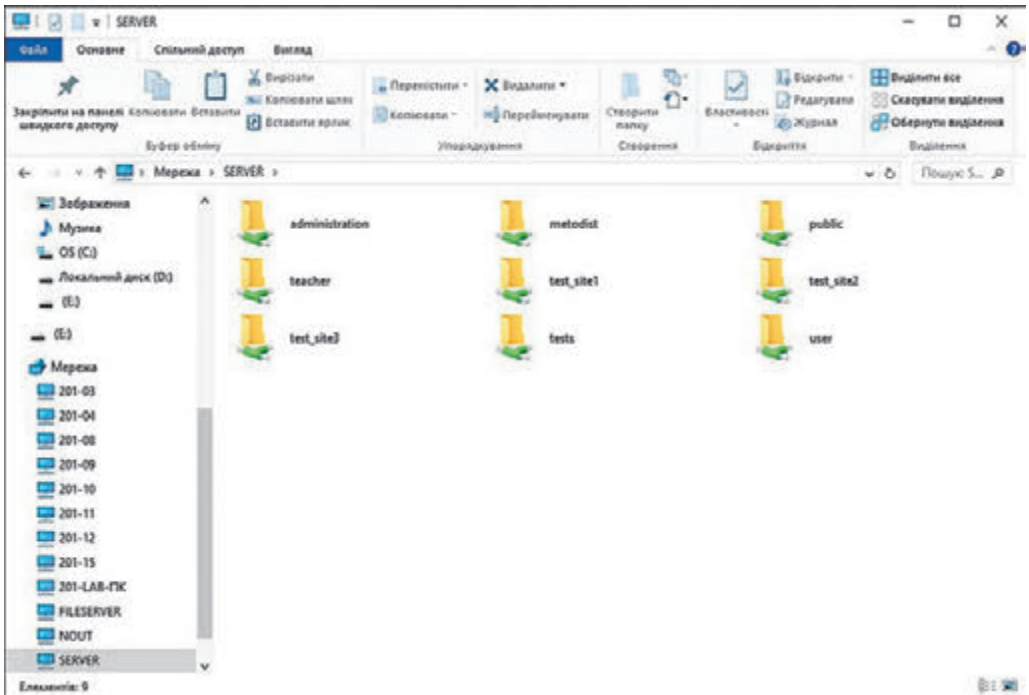 SERVER
Файл Основне Спільний доступ Вигляд
Закріпити на панелі швидкого доступу
Копіювати
Вставити
Вирізати
Копіювати шлях
Вставити ярлик
Буфер обміну
Перемістити
Копіювати
Видалити
Перейменувати
Упорядкування
Створити папку
Створення
Властивості
Відкрити
Редагувати
Журнал
Відкриття
Виділити все
Скасувати виділення
Обернути виділення
Виділення
Мережа SERVER
Пошук: S...
Зображення
Музика
OS (C:)
Локальний диск (D:)
(E:)
(E:)
Мережа
201-03
201-04
201-08
201-09
201-10
201-11
201-12
201-15
201-LAB-ПК
FILESERVER
NOUT
SERVER
administration metodist public
teacher test_site1 test_site2
test_site3 tests user
Елементів: 9